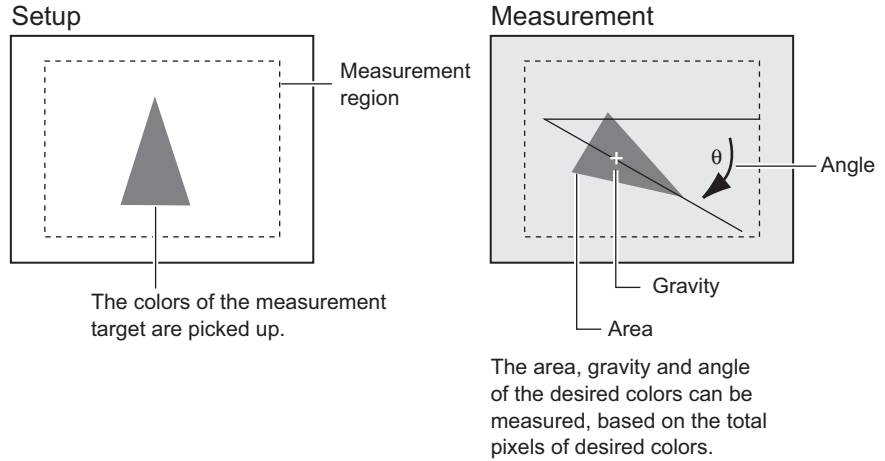 Setup
Measurement
region
The colors of the measurement
target are picked up.
Measurement
θ
Angle
Gravity
Area
The area, gravity and angle
of the desired colors can be
measured, based on the total
pixels of desired colors.